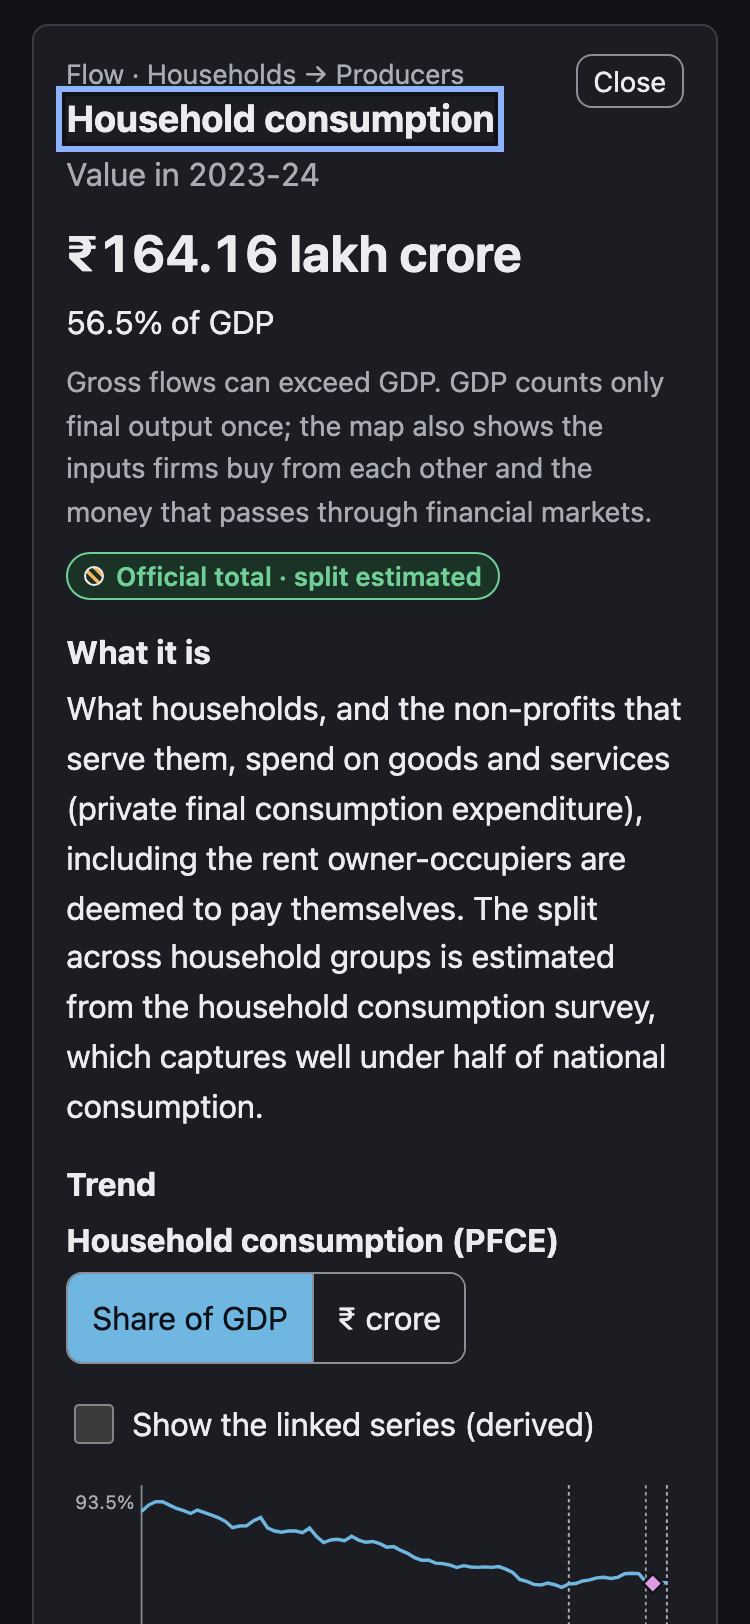 Flow · Households → Producers
Close
Household consumption
Value in 2023-24
₹164.16 lakh crore
56.5% of GDP
Gross flows can exceed GDP. GDP counts only
final output once; the map also shows the
inputs firms buy from each other and the
money that passes through financial markets.
Official total · split estimated
What it is
What households, and the non-profits that
serve them, spend on goods and services
(private final consumption expenditure),
including the rent owner-occupiers are
deemed to pay themselves. The split
across household groups is estimated
from the household consumption survey,
which captures well under half of national
consumption.
Trend
Household consumption (PFCE)
Share of GDP
₹ crore
Show the linked series (derived)
93.5%